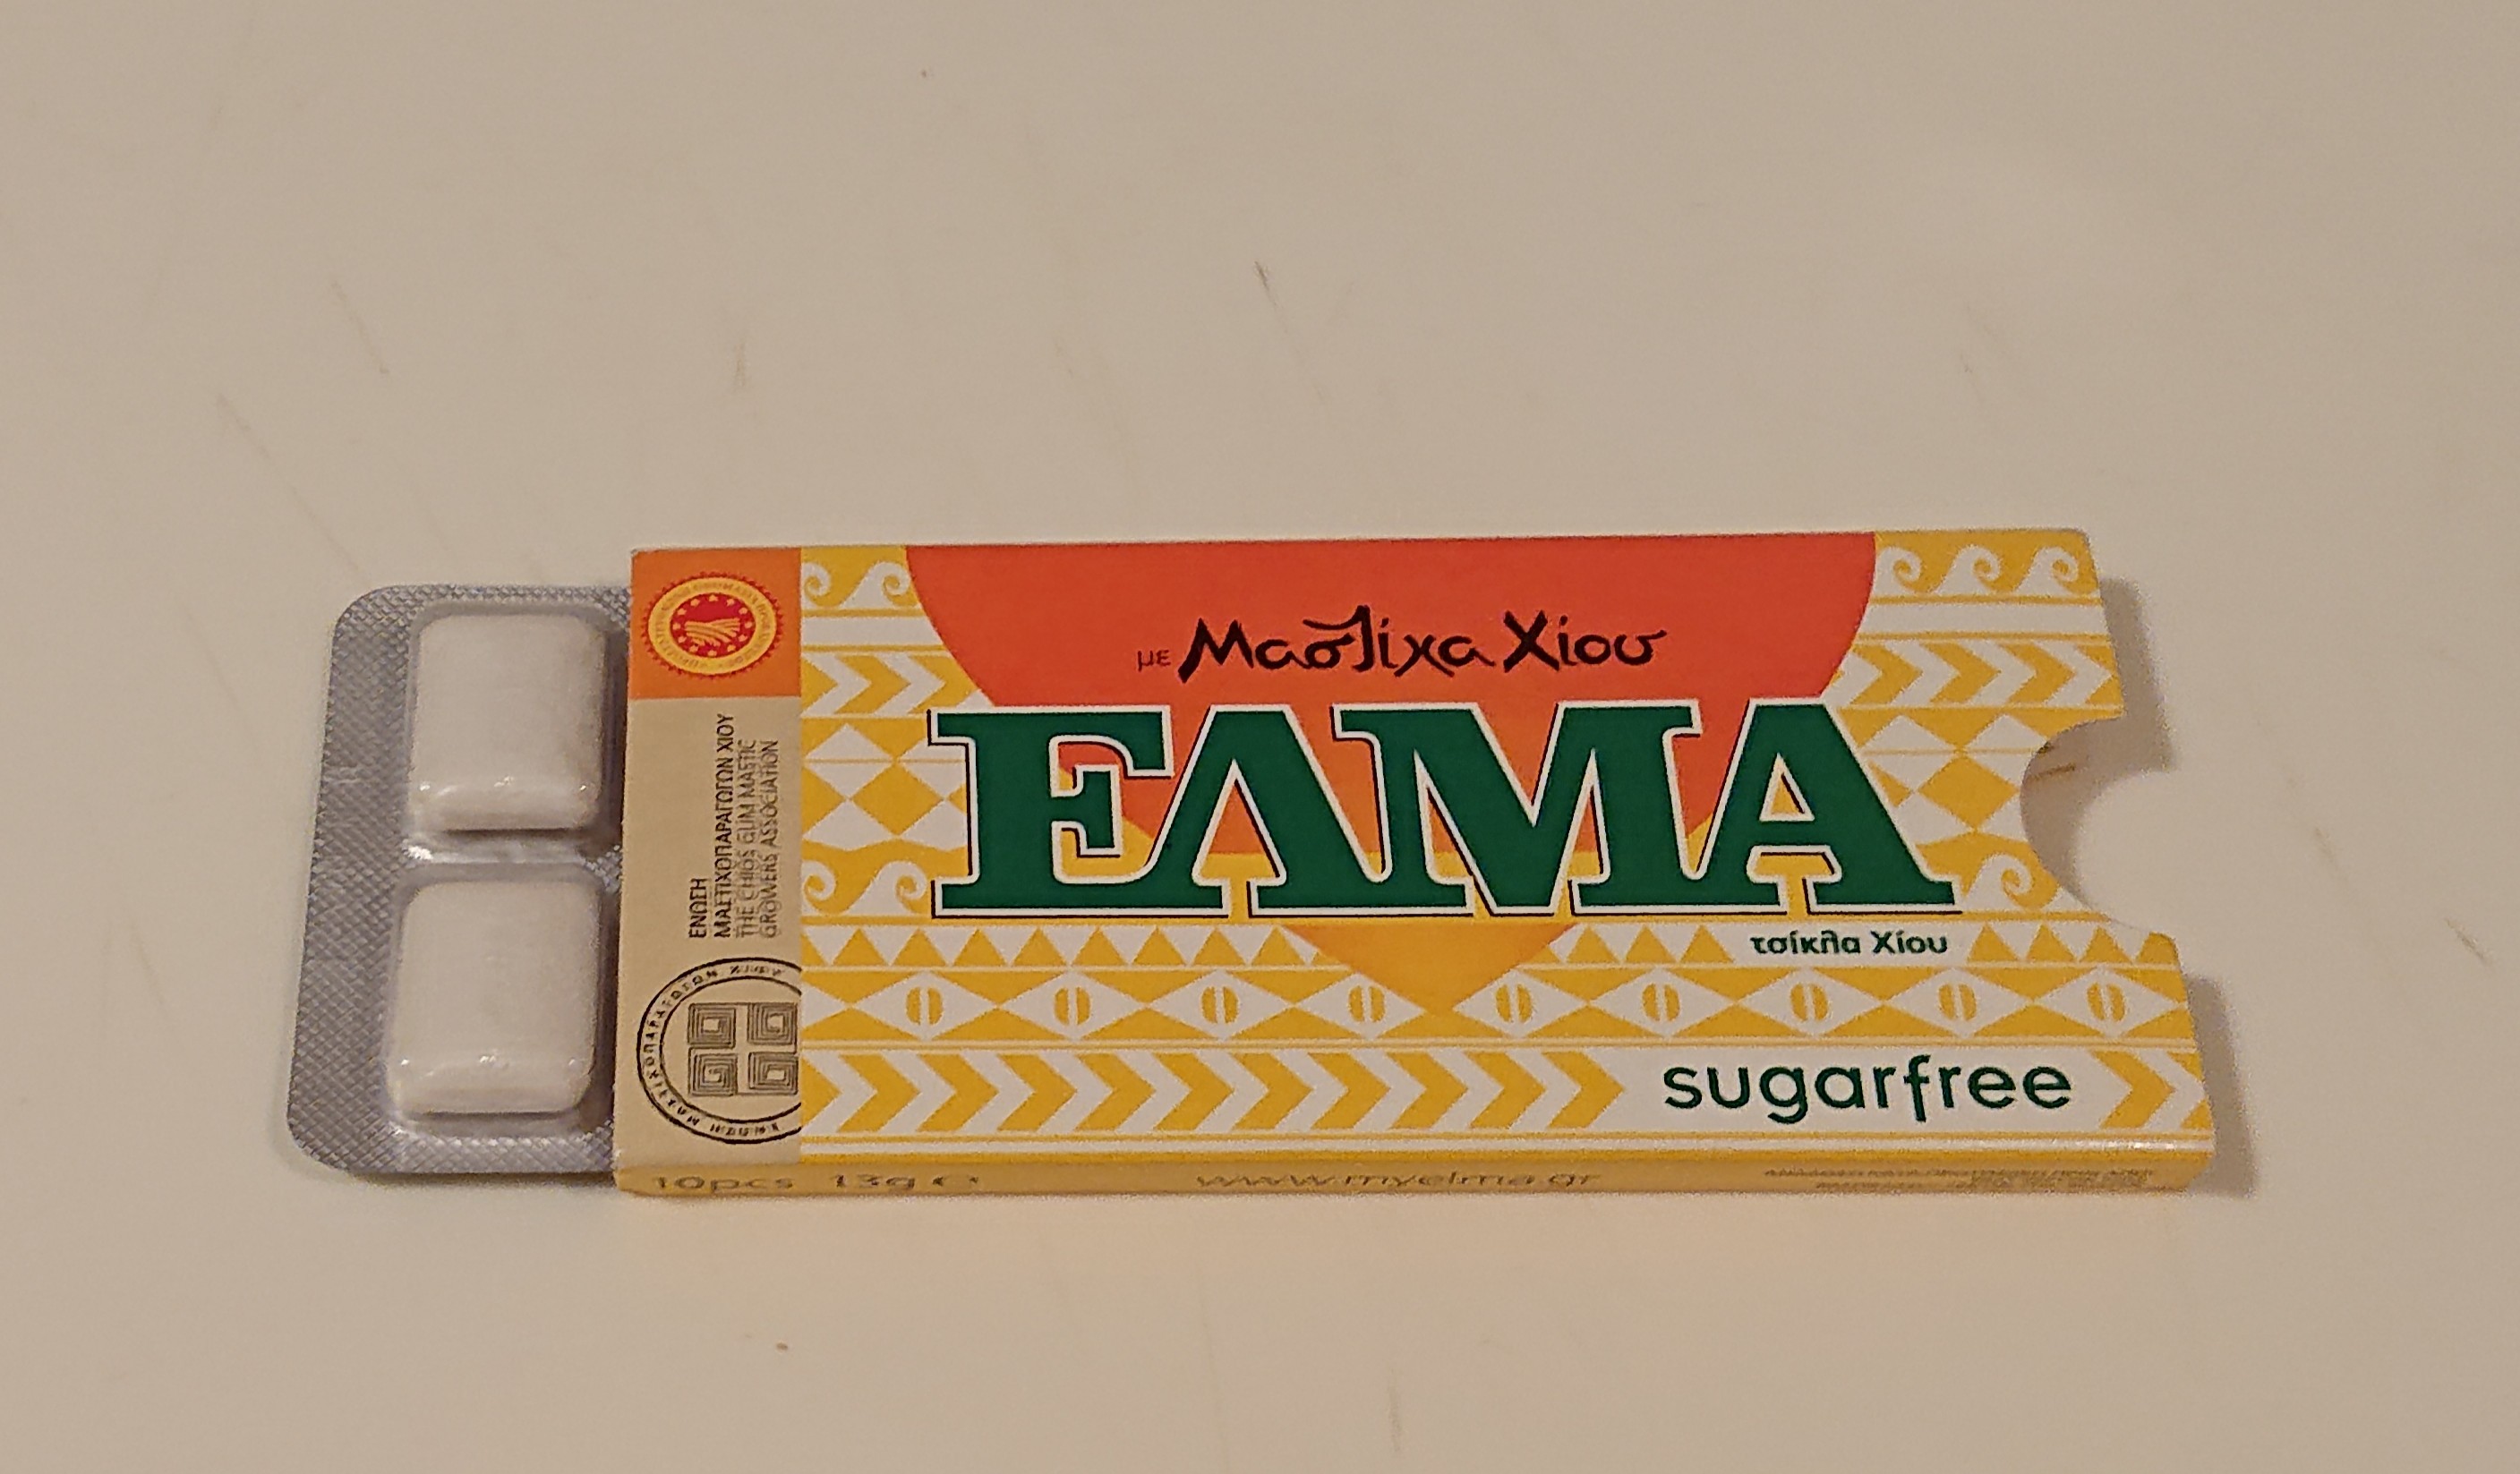 με Μαστίχα Χίου
ΕΛΜΑ
τσίκλα Χίου
sugarfree
ΕΝΩΣΗ
ΜΑΣΤΙΧΟΠΑΡΑΓΩΓΩΝ ΧΙΟΥ
THE CHIOS GUM MASTIC
GROWERS ASSOCIATION
10pcs 13g
www.myelma.gr